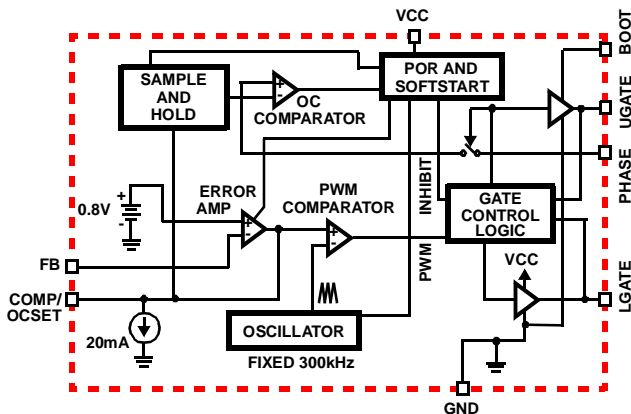 VCC
BOOT
SAMPLE
AND
HOLD
+
-
OC
COMPARATOR
POR AND
SOFTSTART
UGATE
PHASE
+
0.8V
-
ERROR
AMP
+
-
PWM
COMPARATOR
+
-
INHIBIT
PWM
GATE
CONTROL
LOGIC
FB
COMP/
OCSET
VCC
LGATE
20mA
OSCILLATOR
FIXED 300kHz
GND